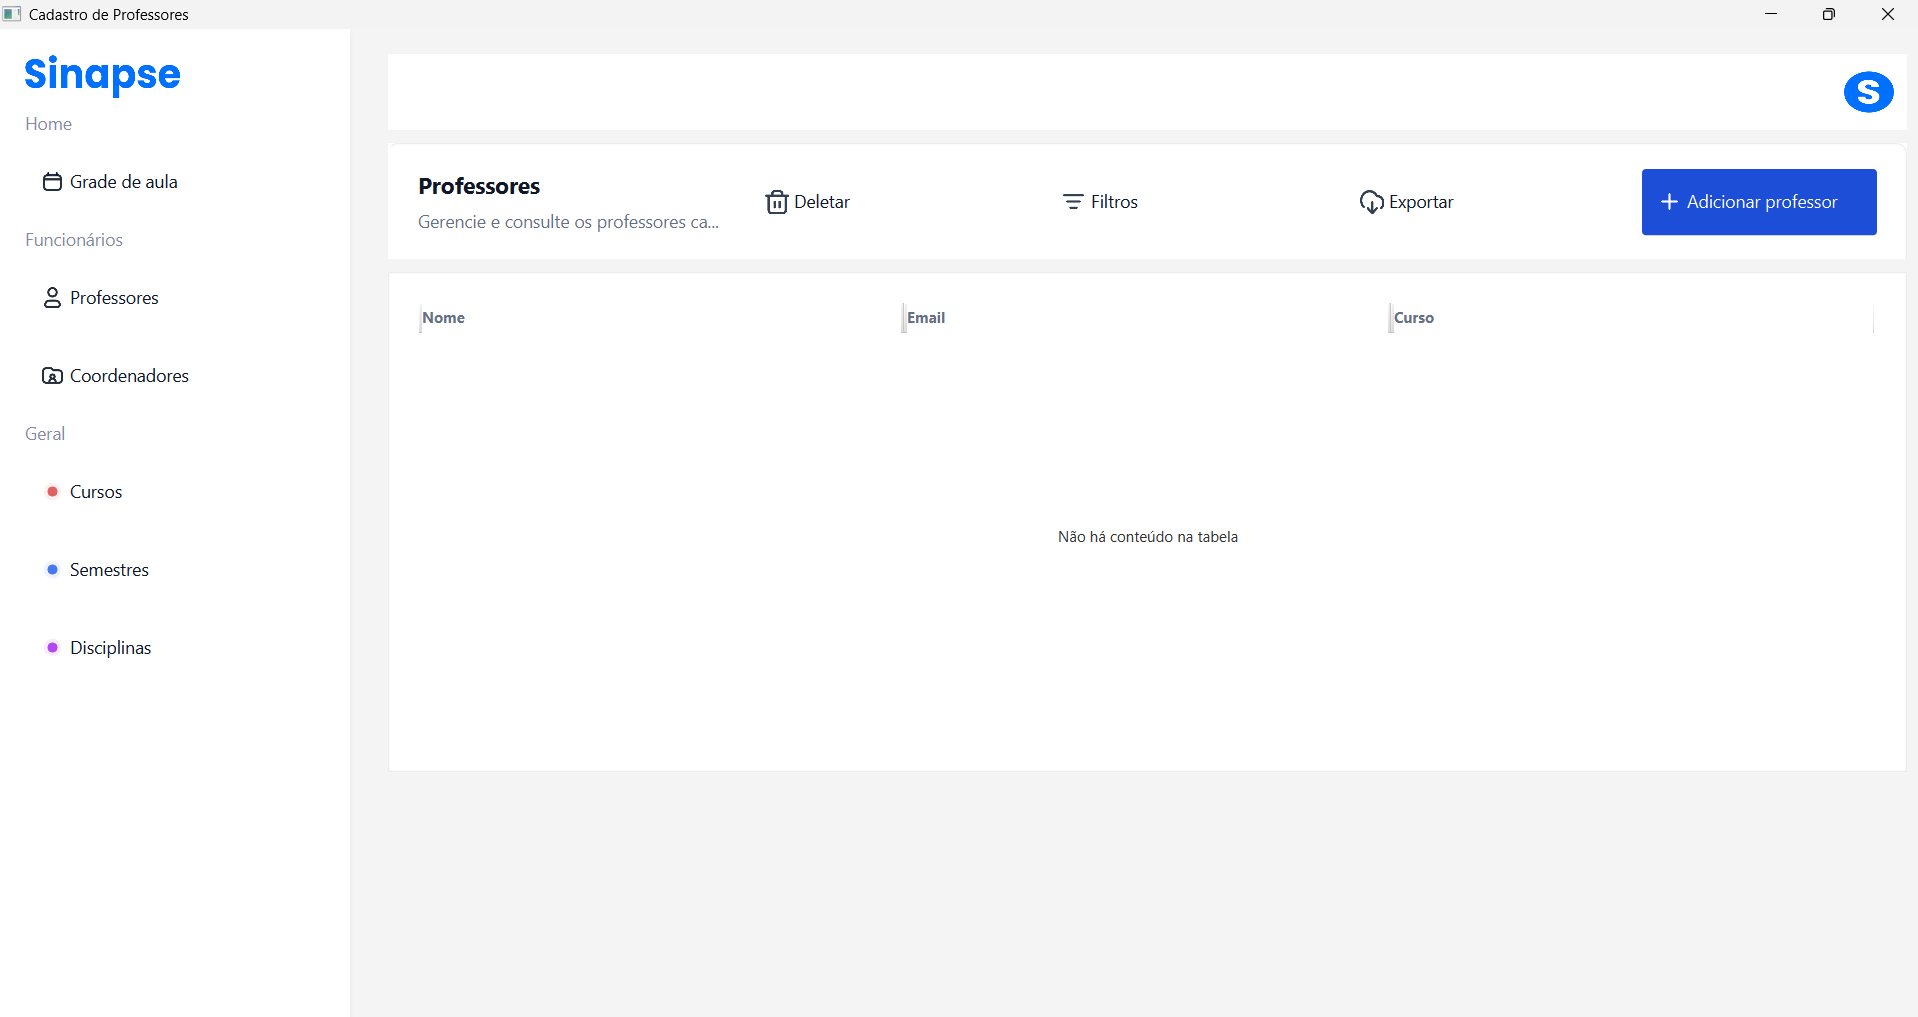 Cadastro de Professores
Sinapse
Home
Grade de aula
Funcionários
Professores
Coordenadores
Geral
Cursos
Semestres
Disciplinas
S
Professores
Gerencie e consulte os professores ca...
Deletar
Filtros
Exportar
+ Adicionar professor
Nome
Email
Curso
Não há conteúdo na tabela